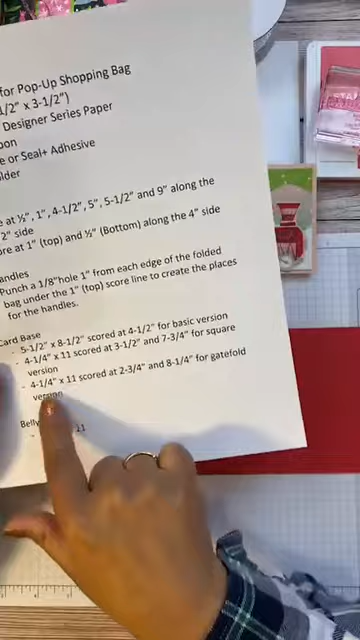 for Pop-Up Shopping Bag
1/2" x 3-1/2")
Designer Series Paper
e or Seal+ Adhesive
older
e at ½", 1", 4-1/2", 5", 5-1/2" and 9" along the
2" side
ore at 1" (top) and ½" (Bottom) along the 4" side
andles
Punch a 1/8"hole 1" from each edge of the folded
bag under the 1" (top) score line to create the places
for the handles.
Card Base
- 5-1/2" x 8-1/2" scored at 4-1/2" for basic version
- 4-1/4" x 11 scored at 3-1/2" and 7-3/4" for square
version
- 4-1/4" x 11 scored at 2-3/4" and 8-1/4" for gatefold
version
Belly